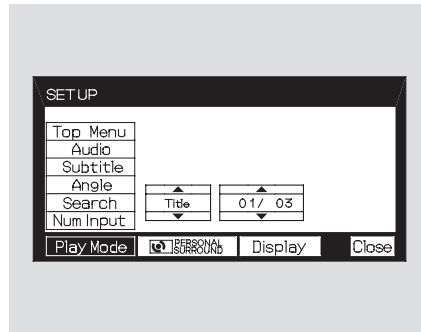 SETUP
Top Menu
Audio
Subtitle
Angle
Search
Num Input
Title
01/ 03
Play Mode
PERSONAL
SURROUND
Display
Close